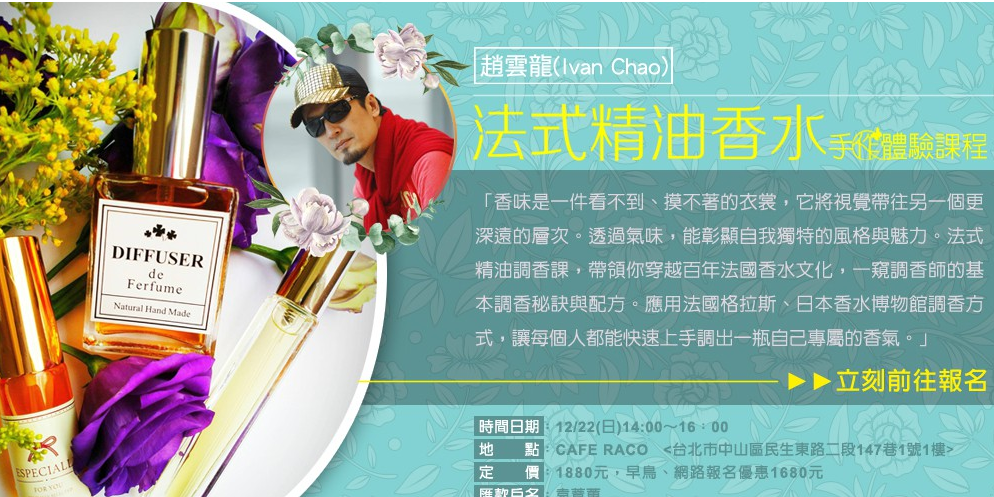 趙雲龍(Ivan Chao)
法式精油香水手作體驗課程
「香味是一件看不到、摸不著的衣裳，它將視覺帶往另一個更
深遠的層次。透過氣味，能彰顯自我獨特的風格與魅力。法式
精油調香課，帶領你穿越百年法國香水文化，一窺調香師的基
本調香秘訣與配方。應用法國格拉斯、日本香水博物館調香方
式，讓每個人都能快速上手調出一瓶自己專屬的香氣。」
▶▶立刻前往報名
時間日期：12/22(日)14:00～16：00
地　點：CAFE RACO　<台北市中山區民生東路二段147巷1號1樓>
定　價：1880元，早鳥、網路報名優惠1680元
匯款戶名：
DIFFUSER
de
Perfume
Natural Hand Made
ESPECIALL
FOR YOU